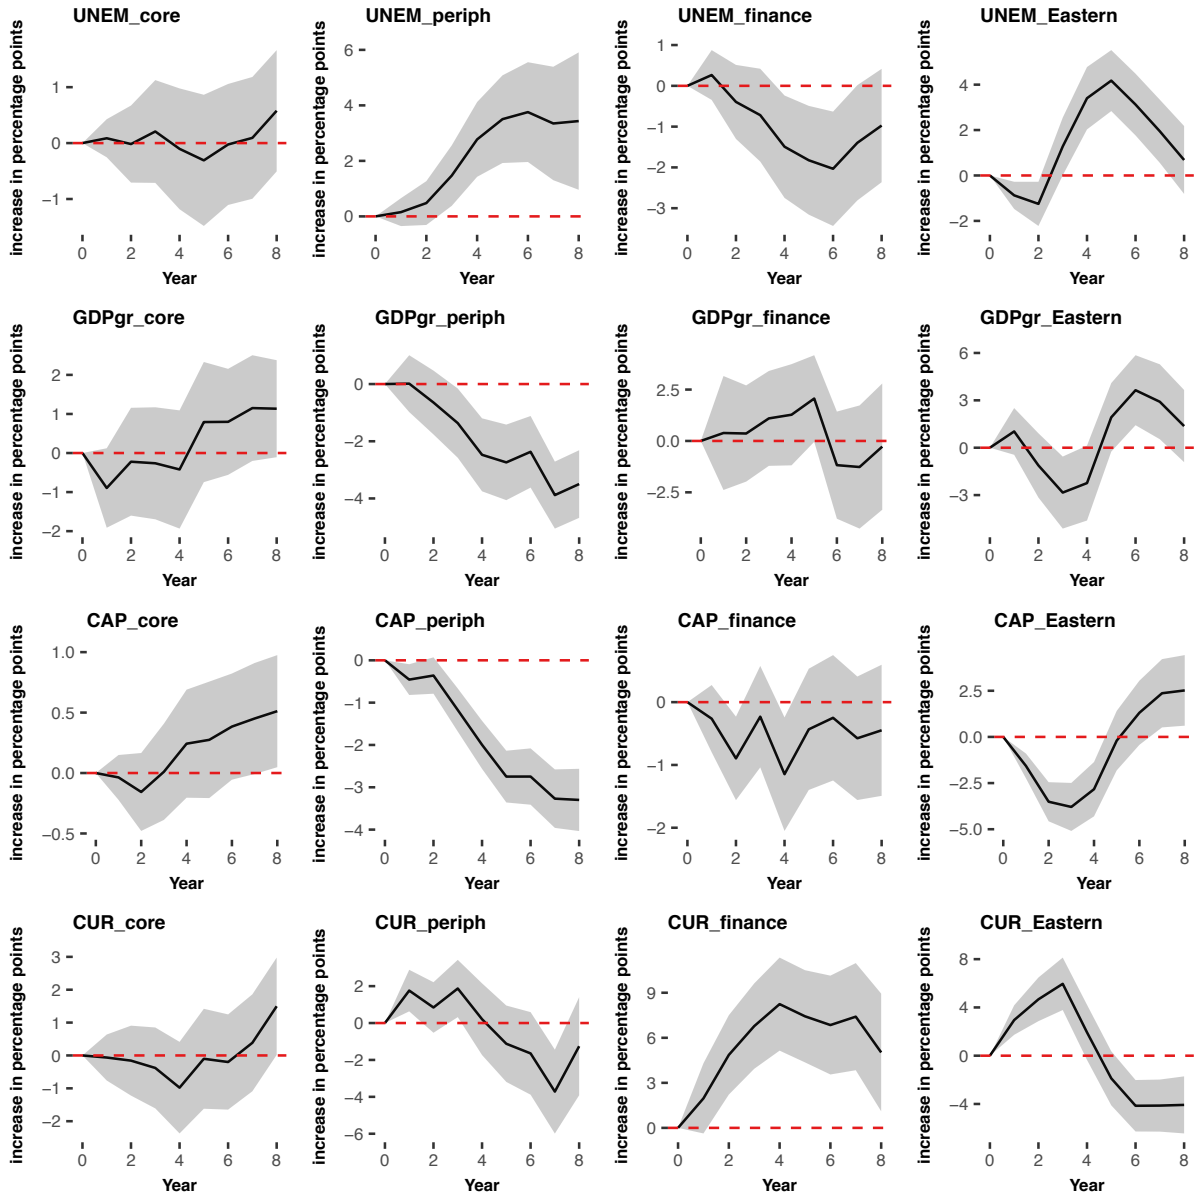 UNEM_core UNEM_periph UNEM_finance UNEM_Eastern
increase in percentage points
1
0
−1
0 2 4 6 8
Year
increase in percentage points
6
4
2
0
0 2 4 6 8
Year
increase in percentage points
1
0
−1
−2
−3
0 2 4 6 8
Year
increase in percentage points
4
2
0
−2
0 2 4 6 8
Year
GDPgr_core GDPgr_periph GDPgr_finance GDPgr_Eastern
increase in percentage points
2
1
0
−1
−2
0 2 4 6 8
Year
increase in percentage points
0
−2
−4
0 2 4 6 8
Year
increase in percentage points
2.5
0.0
−2.5
0 2 4 6 8
Year
increase in percentage points
6
3
0
−3
0 2 4 6 8
Year
CAP_core CAP_periph CAP_finance CAP_Eastern
increase in percentage points
1.0
0.5
0.0
−0.5
0 2 4 6 8
Year
increase in percentage points
0
−1
−2
−3
−4
0 2 4 6 8
Year
increase in percentage points
0
−1
−2
0 2 4 6 8
Year
increase in percentage points
2.5
0.0
−2.5
−5.0
0 2 4 6 8
Year
CUR_core CUR_periph CUR_finance CUR_Eastern
increase in percentage points
3
2
1
0
−1
−2
0 2 4 6 8
Year
increase in percentage points
2
0
−2
−4
−6
0 2 4 6 8
Year
increase in percentage points
9
6
3
0
0 2 4 6 8
Year
increase in percentage points
8
4
0
−4
0 2 4 6 8
Year